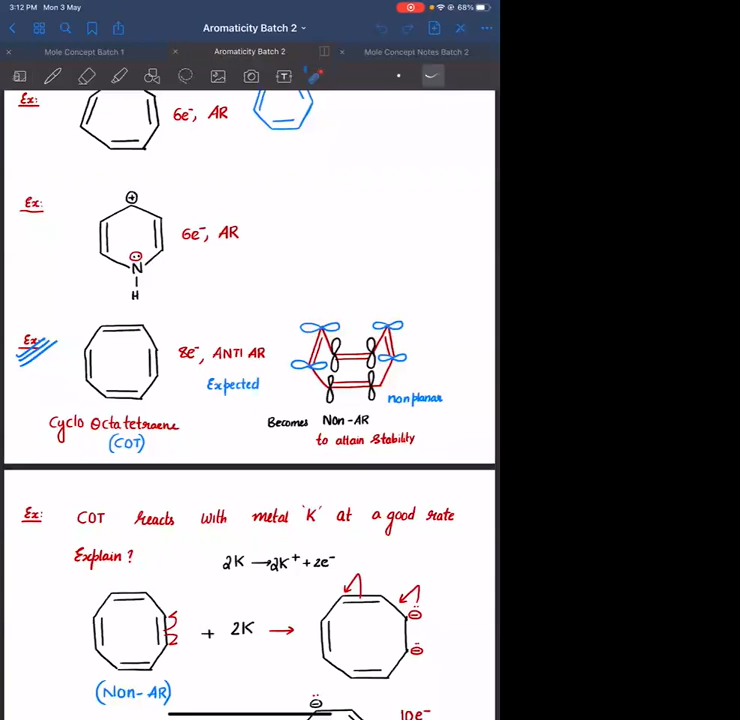 3:12 PM Mon 3 May
68%
Aromaticity Batch 2
Mole Concept Batch 1
Aromaticity Batch 2
Mole Concept Notes Batch 2
Ex:
6e⁻, AR
Ex:
⊕
6e⁻, AR
N
H
Ex:
8e⁻, ANTI AR
Expected
nonplanar
Cyclo Octatetraene
(COT)
Becomes Non-AR
to attain Stability
Ex: COT Reacts with metal 'K' at a good rate
Explain?
2K → 2K⁺ + 2e⁻
+ 2K →
⊖
⊖
(Non-AR)
⊖
10e⁻